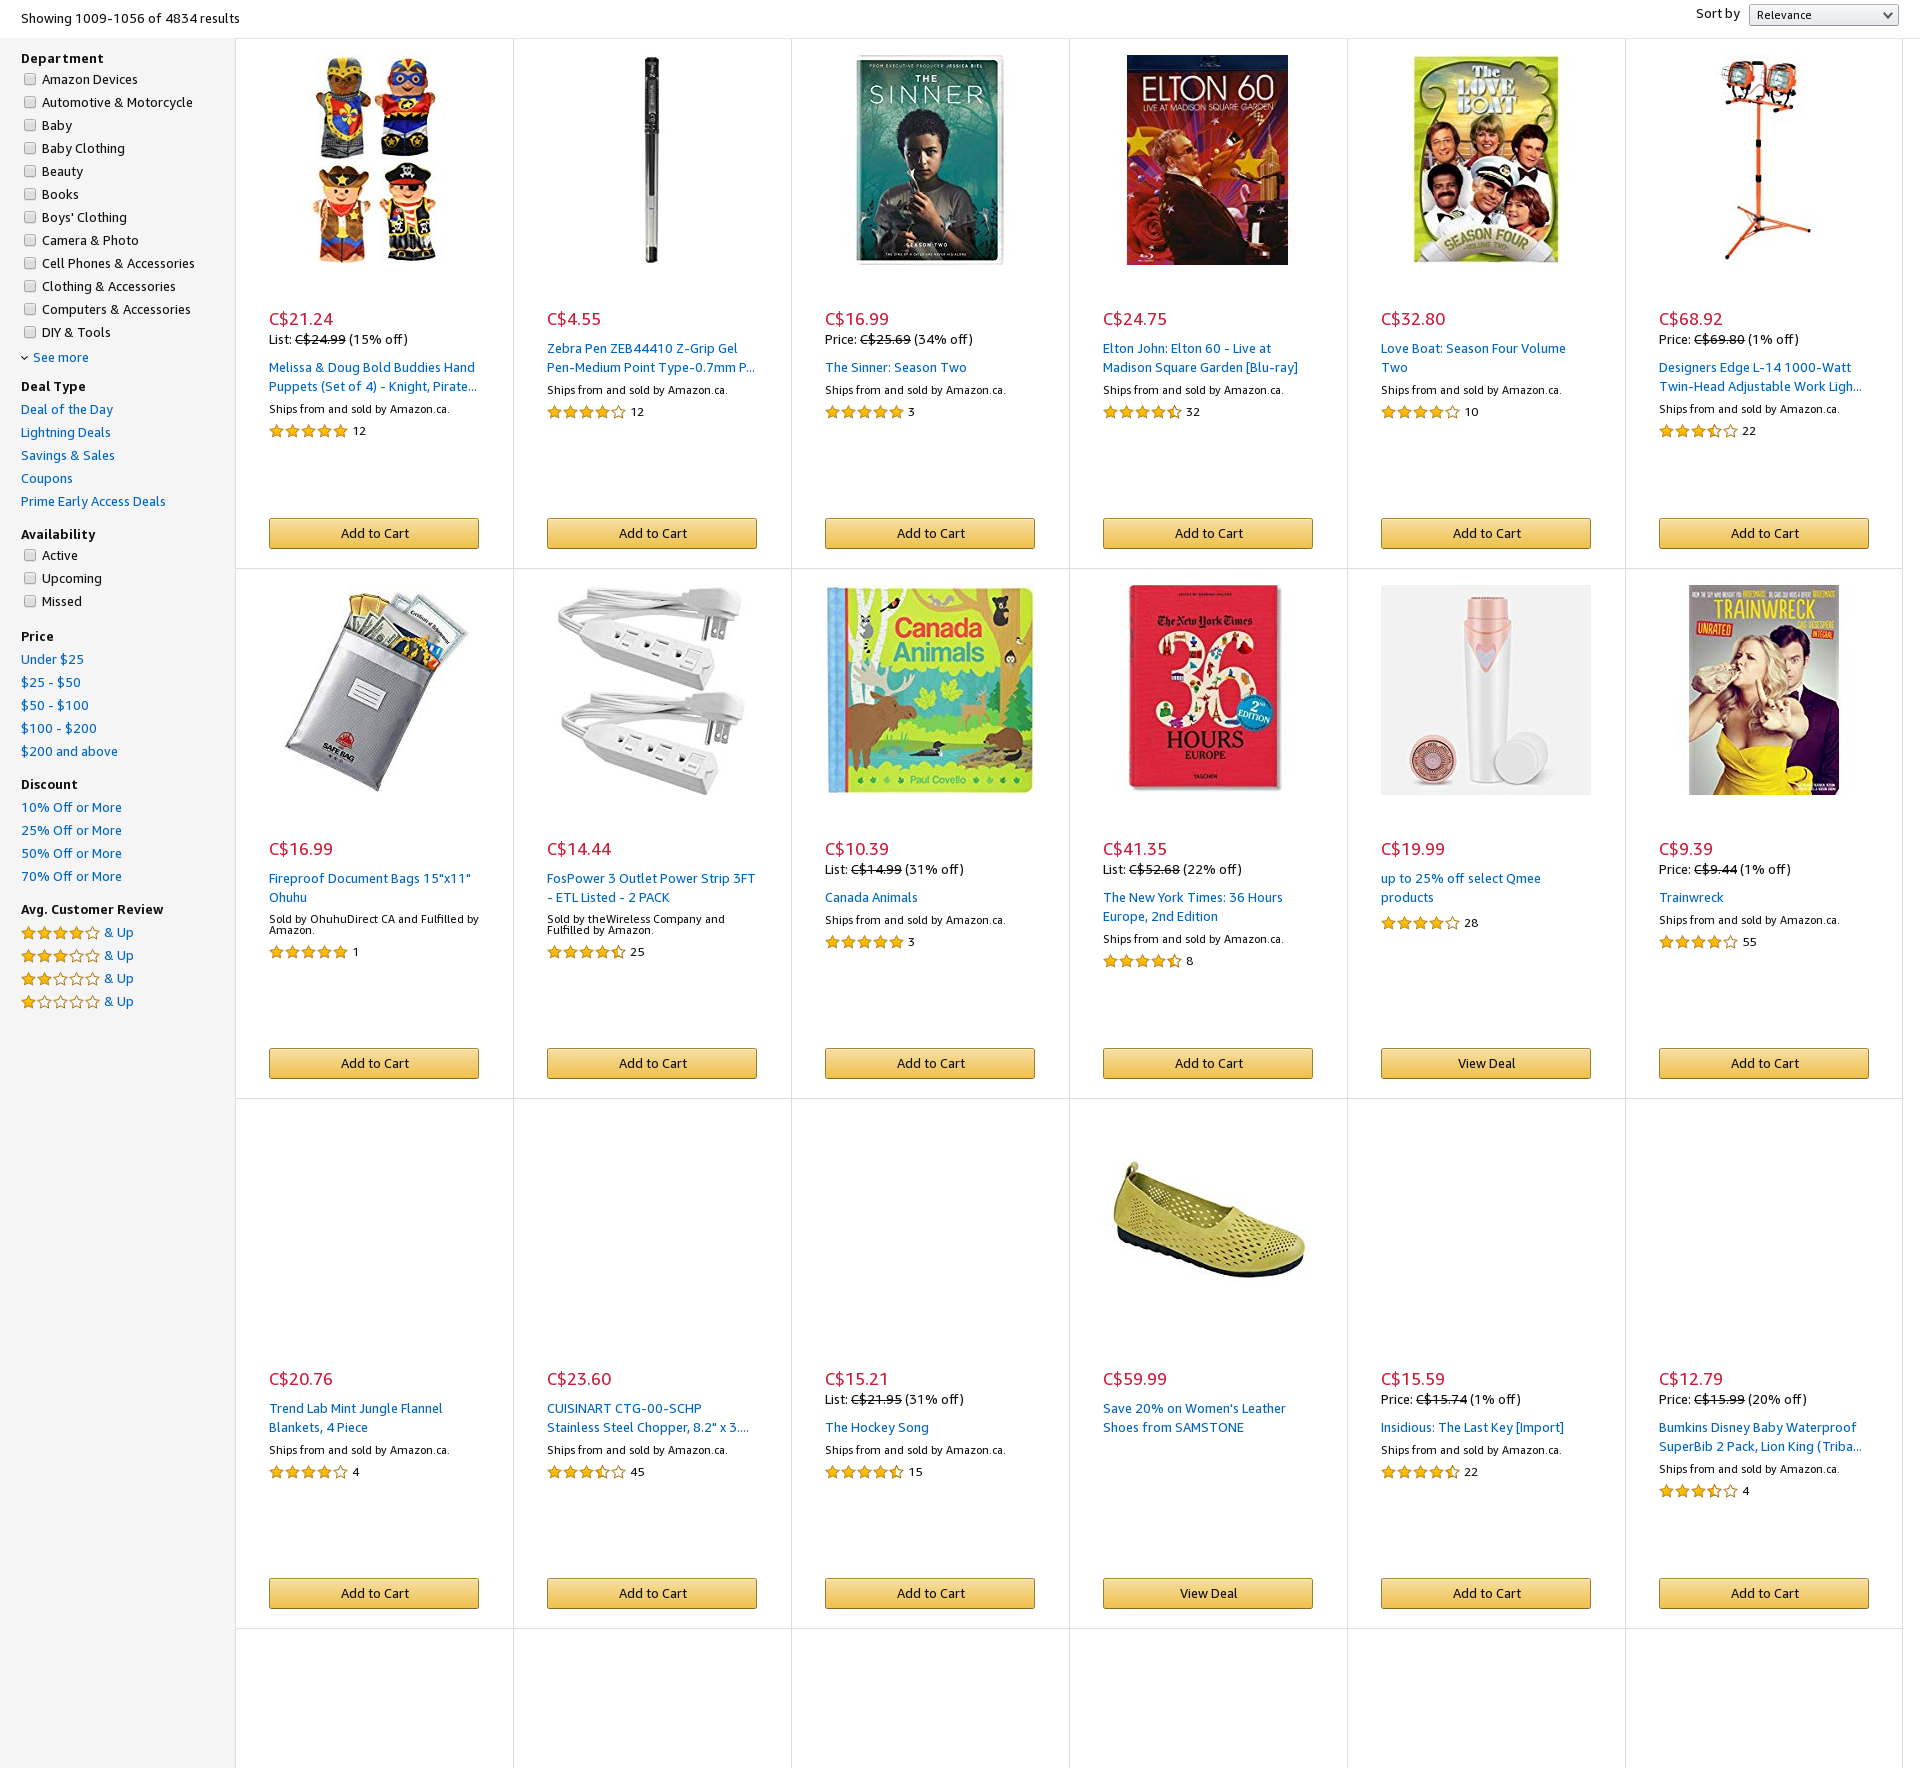 Showing 1009-1056 of 4834 results
Sort by
Relevance
Department
Amazon Devices
Automotive & Motorcycle
Baby
Baby Clothing
Beauty
Books
Boys' Clothing
Camera & Photo
Cell Phones & Accessories
Clothing & Accessories
Computers & Accessories
DIY & Tools
See more
Deal Type
Deal of the Day
Lightning Deals
Savings & Sales
Coupons
Prime Early Access Deals
Availability
Active
Upcoming
Missed
Price
Under $25
$25 - $50
$50 - $100
$100 - $200
$200 and above
Discount
10% Off or More
25% Off or More
50% Off or More
70% Off or More
Avg. Customer Review
& Up
& Up
& Up
& Up
C$21.24
List: C$24.99 (15% off)
Melissa & Doug Bold Buddies Hand
Puppets (Set of 4) - Knight, Pirate...
Ships from and sold by Amazon.ca.
12
Add to Cart
C$4.55
Zebra Pen ZEB44410 Z-Grip Gel
Pen-Medium Point Type-0.7mm P...
Ships from and sold by Amazon.ca.
12
Add to Cart
FROM EXECUTIVE PRODUCER JESSICA BIEL
THE
SINNER
SEASON TWO
C$16.99
Price: C$25.69 (34% off)
The Sinner: Season Two
Ships from and sold by Amazon.ca.
3
Add to Cart
ELTON 60
LIVE AT MADISON SQUARE GARDEN
C$24.75
Elton John: Elton 60 - Live at
Madison Square Garden [Blu-ray]
Ships from and sold by Amazon.ca.
32
Add to Cart
The
LOVE
BOAT
SEASON FOUR
VOLUME TWO
C$32.80
Love Boat: Season Four Volume
Two
Ships from and sold by Amazon.ca.
10
Add to Cart
C$68.92
Price: C$69.80 (1% off)
Designers Edge L-14 1000-Watt
Twin-Head Adjustable Work Ligh...
Ships from and sold by Amazon.ca.
22
Add to Cart
SAFE BAG
C$16.99
Fireproof Document Bags 15"x11"
Ohuhu
Sold by OhuhuDirect CA and Fulfilled by
Amazon.
1
Add to Cart
C$14.44
FosPower 3 Outlet Power Strip 3FT
- ETL Listed - 2 PACK
Sold by theWireless Company and
Fulfilled by Amazon.
25
Add to Cart
Canada
Animals
Paul Covello
C$10.39
List: C$14.99 (31% off)
Canada Animals
Ships from and sold by Amazon.ca.
3
Add to Cart
The New York Times
36
2ND
EDITION
HOURS
EUROPE
TASCHEN
C$41.35
List: C$52.68 (22% off)
The New York Times: 36 Hours
Europe, 2nd Edition
Ships from and sold by Amazon.ca.
8
Add to Cart
C$19.99
up to 25% off select Qmee
products
28
View Deal
TRAINWRECK
UNRATED
C$9.39
Price: C$9.44 (1% off)
Trainwreck
Ships from and sold by Amazon.ca.
55
Add to Cart
C$20.76
Trend Lab Mint Jungle Flannel
Blankets, 4 Piece
Ships from and sold by Amazon.ca.
4
Add to Cart
C$23.60
CUISINART CTG-00-SCHP
Stainless Steel Chopper, 8.2" x 3....
Ships from and sold by Amazon.ca.
45
Add to Cart
C$15.21
List: C$21.95 (31% off)
The Hockey Song
Ships from and sold by Amazon.ca.
15
Add to Cart
C$59.99
Save 20% on Women's Leather
Shoes from SAMSTONE
View Deal
C$15.59
Price: C$15.74 (1% off)
Insidious: The Last Key [Import]
Ships from and sold by Amazon.ca.
22
Add to Cart
C$12.79
Price: C$15.99 (20% off)
Bumkins Disney Baby Waterproof
SuperBib 2 Pack, Lion King (Triba...
Ships from and sold by Amazon.ca.
4
Add to Cart